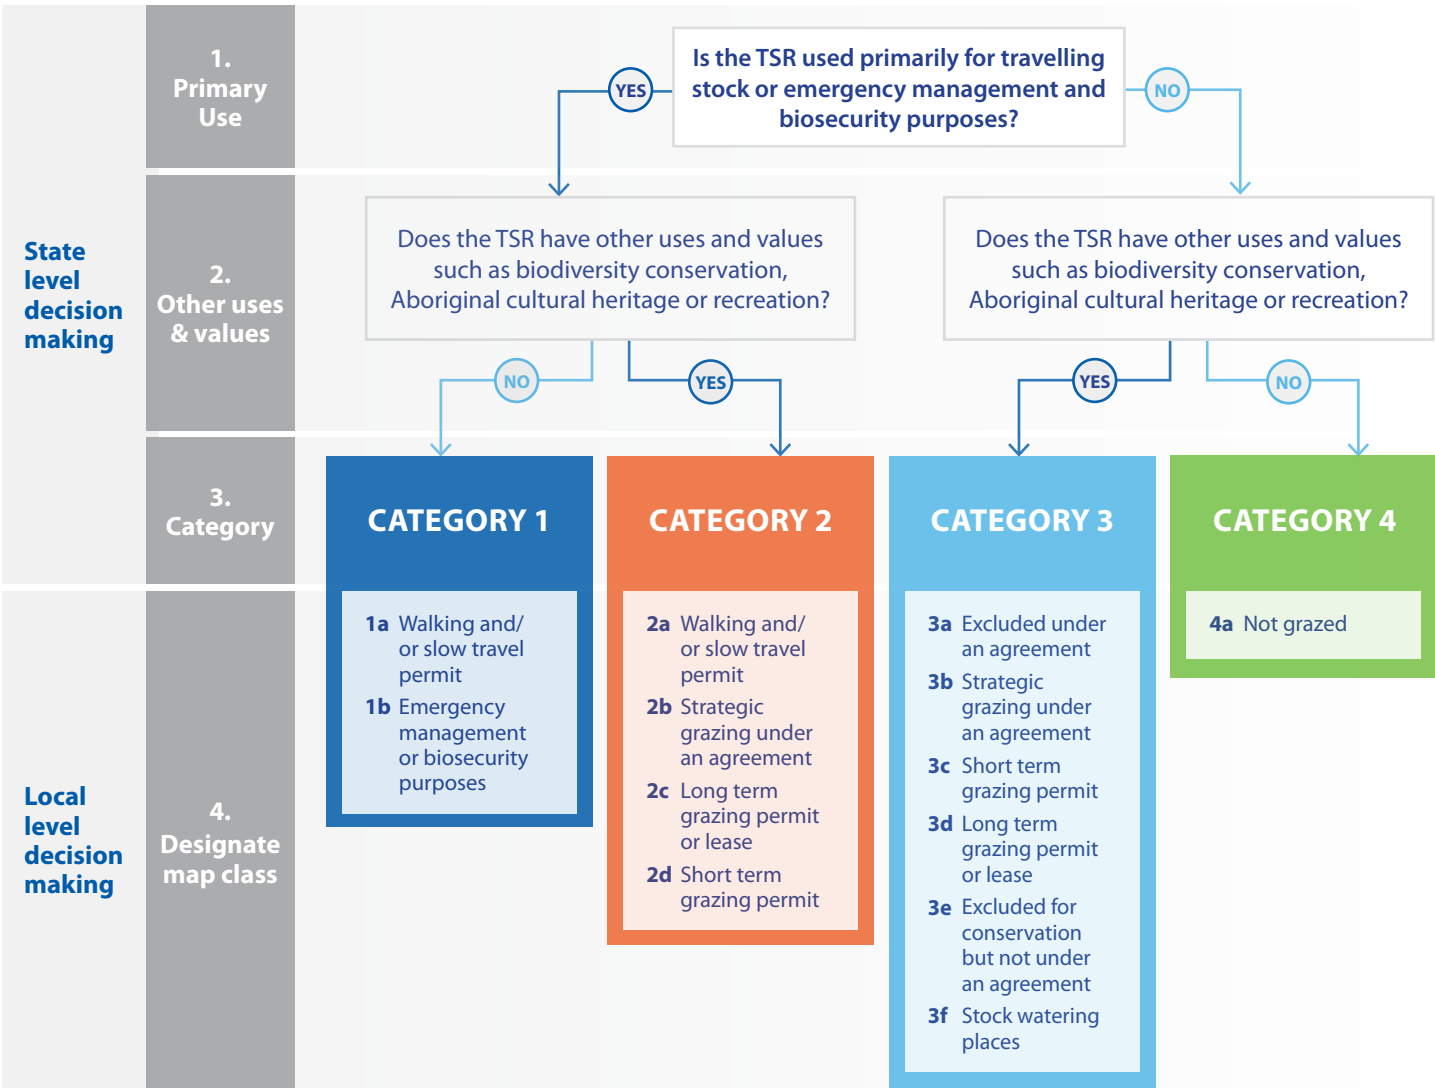 State
level
decision
making
1.
Primary
Use
Is the TSR used primarily for travelling
stock or emergency management and
biosecurity purposes?
YES
NO
2.
Other uses
& values
Does the TSR have other uses and values
such as biodiversity conservation,
Aboriginal cultural heritage or recreation?
Does the TSR have other uses and values
such as biodiversity conservation,
Aboriginal cultural heritage or recreation?
NO
YES
YES
NO
3.
Category
CATEGORY 1
CATEGORY 2
CATEGORY 3
CATEGORY 4
Local
level
decision
making
4.
Designate
map class
1a Walking and/
or slow travel
permit
1b Emergency
management
or biosecurity
purposes
2a Walking and/
or slow travel
permit
2b Strategic
grazing under
an agreement
2c Long term
grazing permit
or lease
2d Short term
grazing permit
3a Excluded under
an agreement
3b Strategic
grazing under
an agreement
3c Short term
grazing permit
3d Long term
grazing permit
or lease
3e Excluded for
conservation
but not under
an agreement
3f Stock watering
places
4a Not grazed